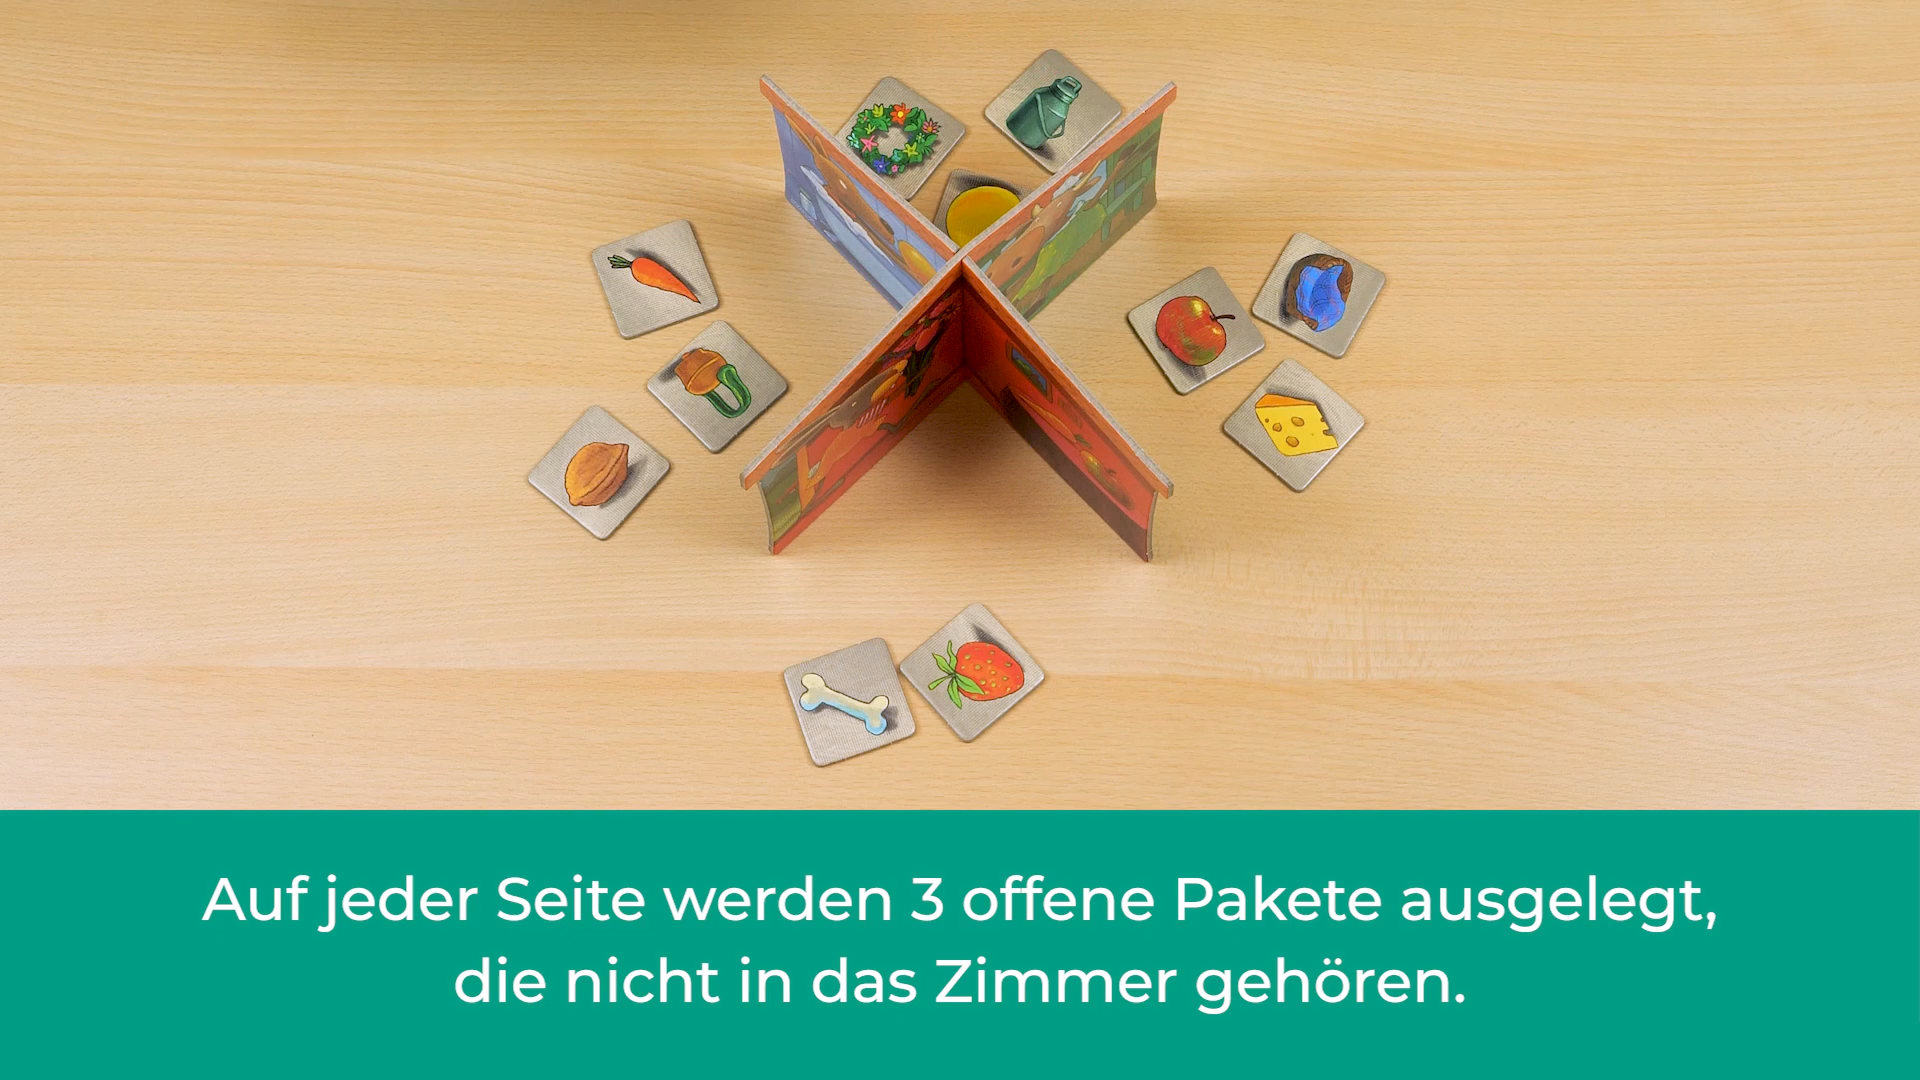 Auf jeder Seite werden 3 offene Pakete ausgelegt,
die nicht in das Zimmer gehören.